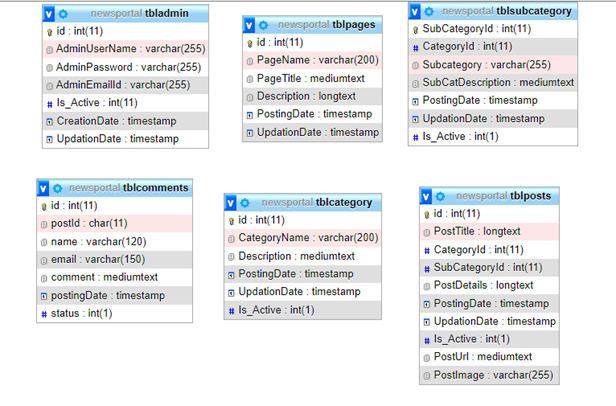 newsportal tbladmin
id : int(11)
AdminUserName : varchar(255)
AdminPassword : varchar(255)
AdminEmailId : varchar(255)
Is_Active : int(11)
CreationDate : timestamp
UpdationDate : timestamp
newsportal tblpages
id : int(11)
PageName : varchar(200)
PageTitle : mediumtext
Description : longtext
PostingDate : timestamp
UpdationDate : timestamp
newsportal tblsubcategory
SubCategoryId : int(11)
CategoryId : int(11)
Subcategory : varchar(255)
SubCatDescription : mediumtext
PostingDate : timestamp
UpdationDate : timestamp
Is_Active : int(1)
newsportal tblcomments
id : int(11)
postId : char(11)
name : varchar(120)
email : varchar(150)
comment : mediumtext
postingDate : timestamp
status : int(1)
newsportal tblcategory
id : int(11)
CategoryName : varchar(200)
Description : mediumtext
PostingDate : timestamp
UpdationDate : timestamp
Is_Active : int(1)
newsportal tblposts
id : int(11)
PostTitle : longtext
CategoryId : int(11)
SubCategoryId : int(11)
PostDetails : longtext
PostingDate : timestamp
UpdationDate : timestamp
Is_Active : int(1)
PostUrl : mediumtext
PostImage : varchar(255)